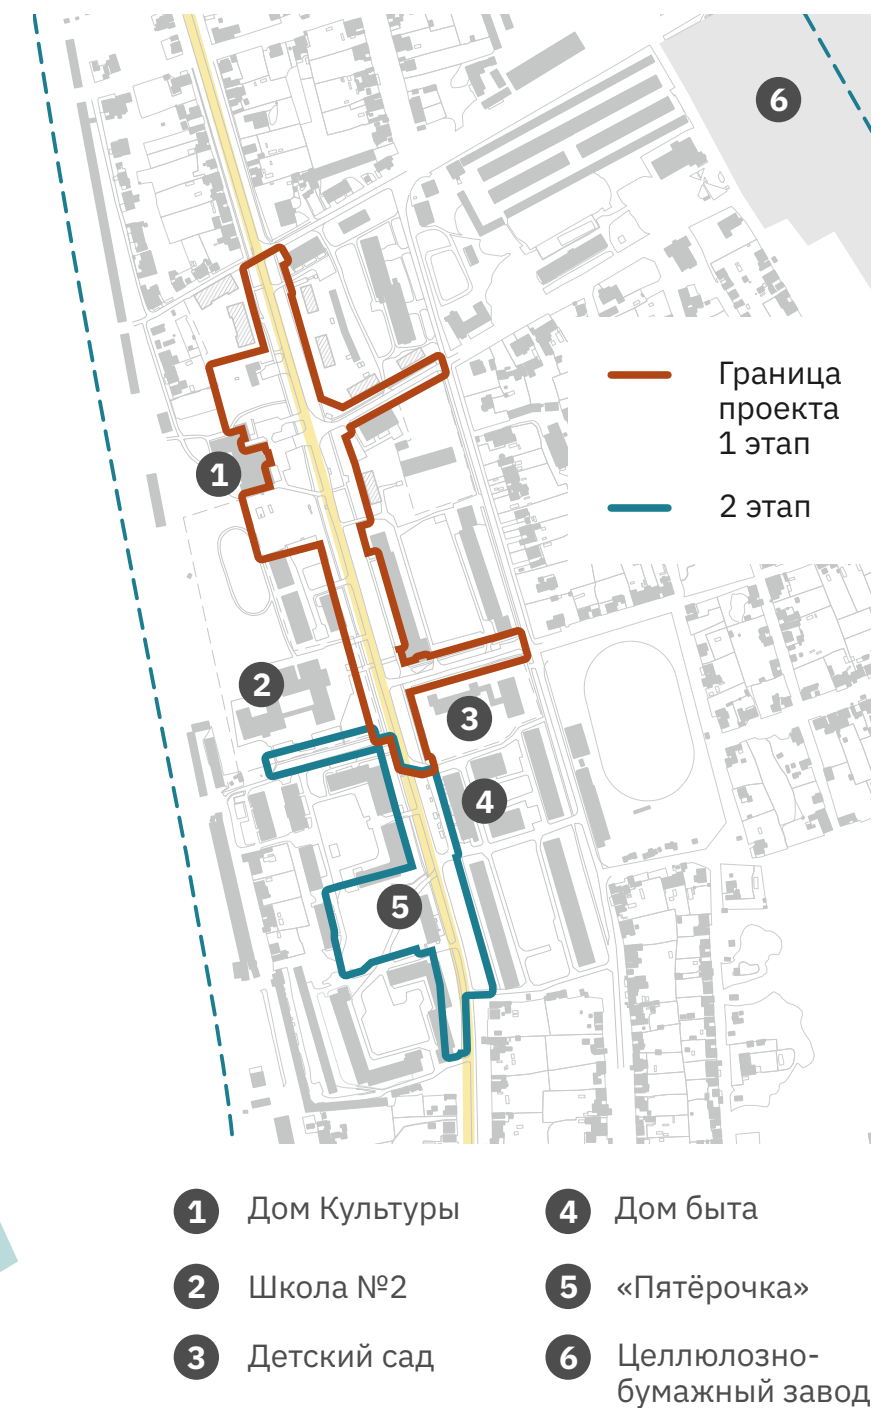 6
Граница
проекта
1 этап
2 этап
1
2
3
4
5
1 Дом Культуры
2 Школа №2
3 Детский сад
4 Дом быта
5 «Пятёрочка»
6 Целлюлозно-
бумажный завод